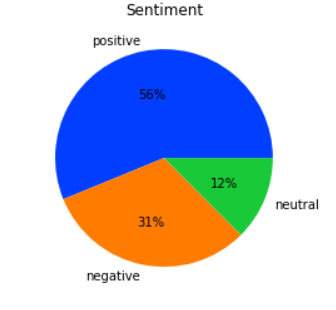 Sentiment
positive
56%
12%
neutral
31%
negative